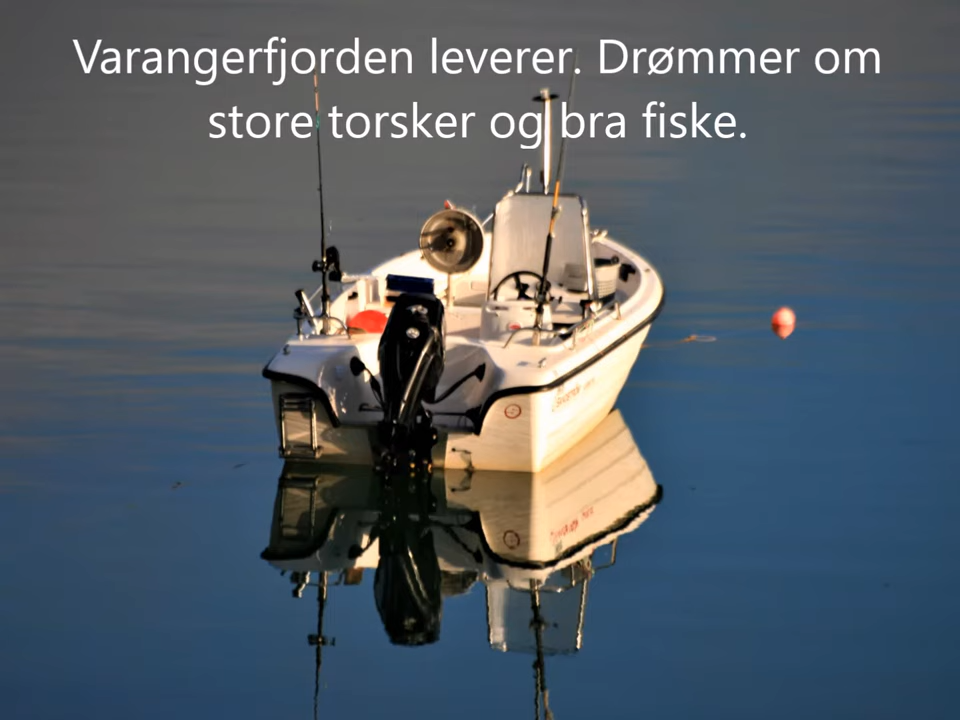 Varangerfjorden leverer. Drømmer om
store torsker og bra fiske.